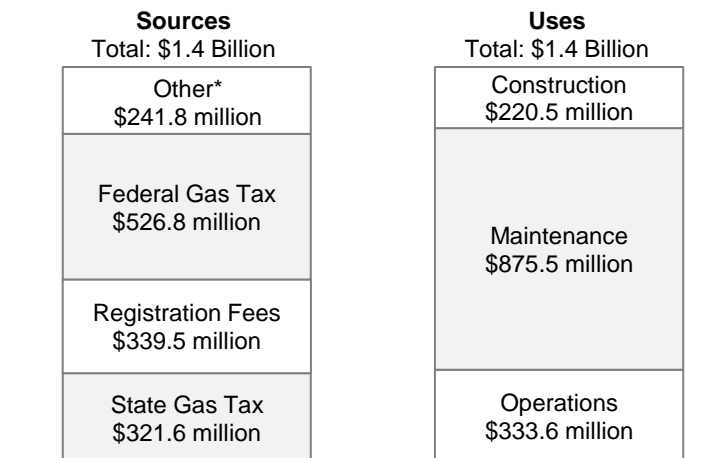 Sources
Total: $1.4 Billion
Other*
$241.8 million
Federal Gas Tax
$526.8 million
Registration Fees
$339.5 million
State Gas Tax
$321.6 million
Uses
Total: $1.4 Billion
Construction
$220.5 million
Maintenance
$875.5 million
Operations
$333.6 million